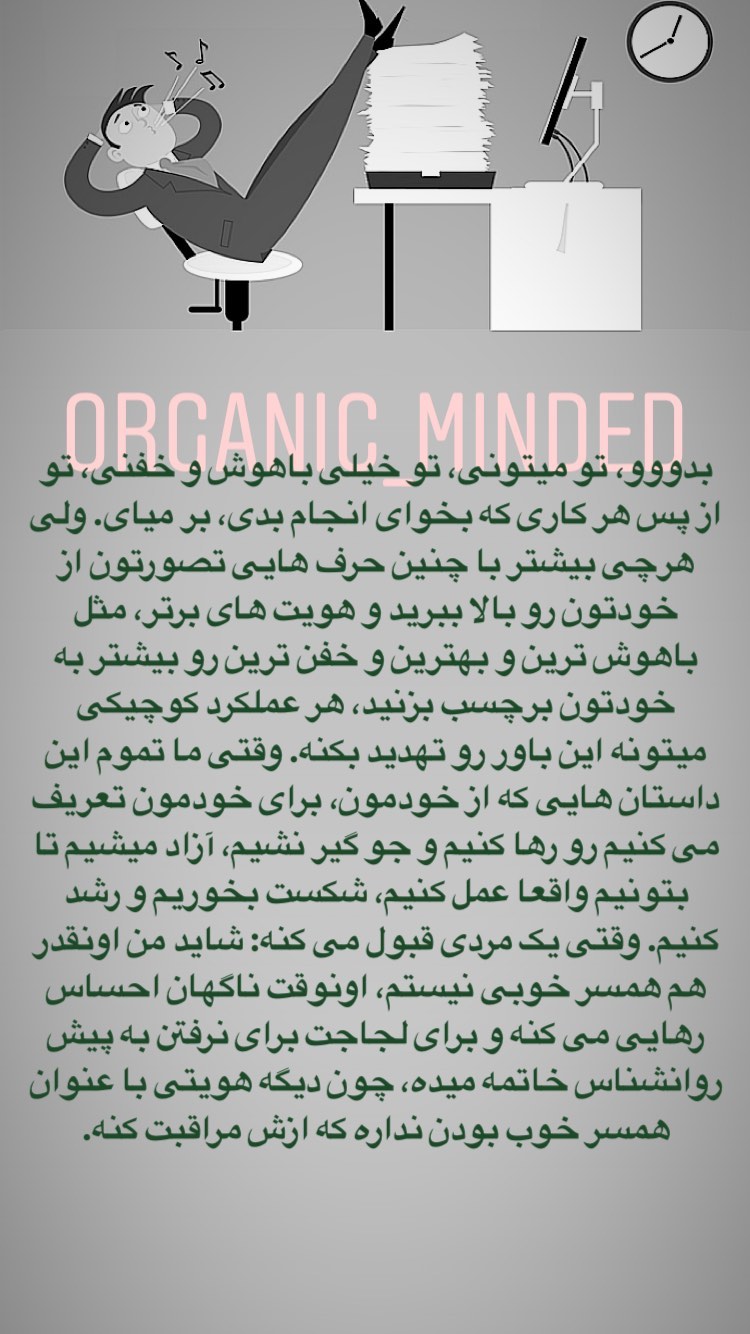 ORGANIC_MINDED
بدووو، تو میتونی، تو خیلی باهوش و خفنی، تو
از پس هر کاری که بخوای انجام بدی، بر میای. ولی
هرچی بیشتر با چنین حرف هایی تصورتون از
خودتون رو بالا ببرید و هویت های برتر، مثل
باهوش ترین و بهترین و خفن ترین رو بیشتر به
خودتون برچسب بزنید، هر عملکرد کوچیکی
میتونه این باور رو تهدید بکنه. وقتی ما تموم این
داستان هایی که از خودمون، برای خودمون تعریف
می کنیم رو رها کنیم و جو گیر نشیم، آزاد میشیم تا
بتونیم واقعا عمل کنیم، شکست بخوریم و رشد
کنیم. وقتی یک مردی قبول می کنه: شاید من اونقدر
هم همسر خوبی نیستم، اونوقت ناگهان احساس
رهایی می کنه و برای لجاجت برای نرفتن به پیش
روانشناس خاتمه میده، چون دیگه هویتی با عنوان
همسر خوب بودن نداره که ازش مراقبت کنه.